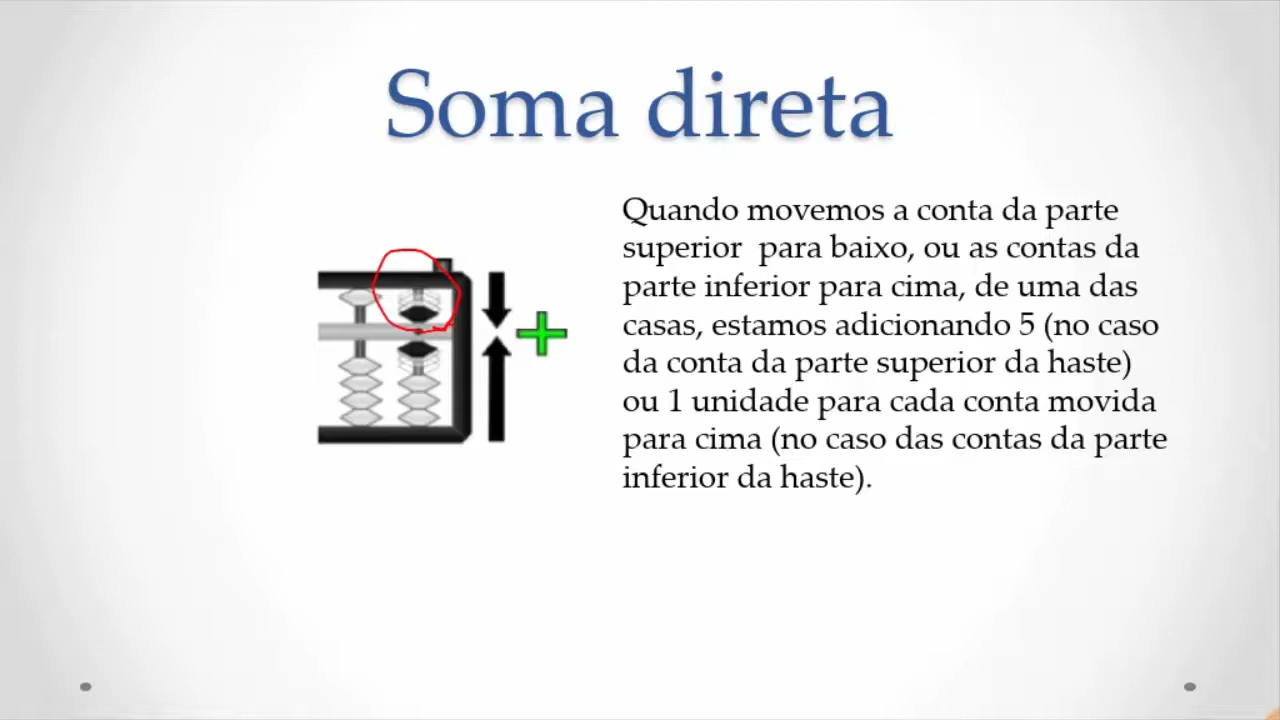 Soma direta
Quando movemos a conta da parte
superior para baixo, ou as contas da
parte inferior para cima, de uma das
casas, estamos adicionando 5 (no caso
da conta da parte superior da haste)
ou 1 unidade para cada conta movida
para cima (no caso das contas da parte
inferior da haste).